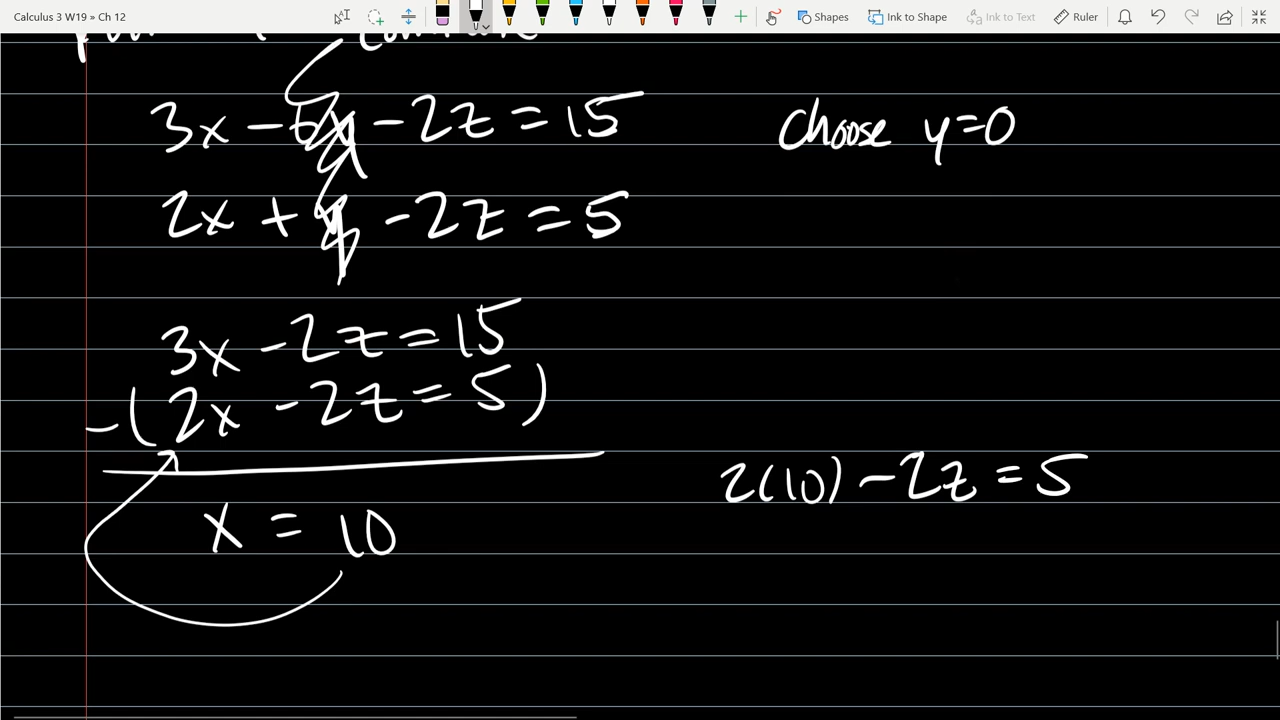 Calculus 3 W19 » Ch 12
Shapes
Ink to Shape
Ink to Text
Ruler
3x - 6y - 2z = 15
choose y=0
2x + y - 2z = 5
3x - 2z = 15
-( 2x - 2z = 5 )
2(10) - 2z = 5
x = 10